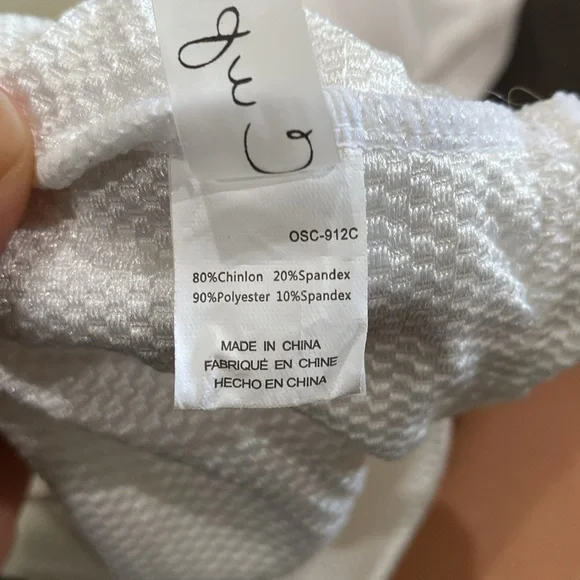 OSC-912C
80%Chinlon 20%Spandex
90%Polyester 10%Spandex
MADE IN CHINA
FABRIQUÉ EN CHINE
HECHO EN CHINA